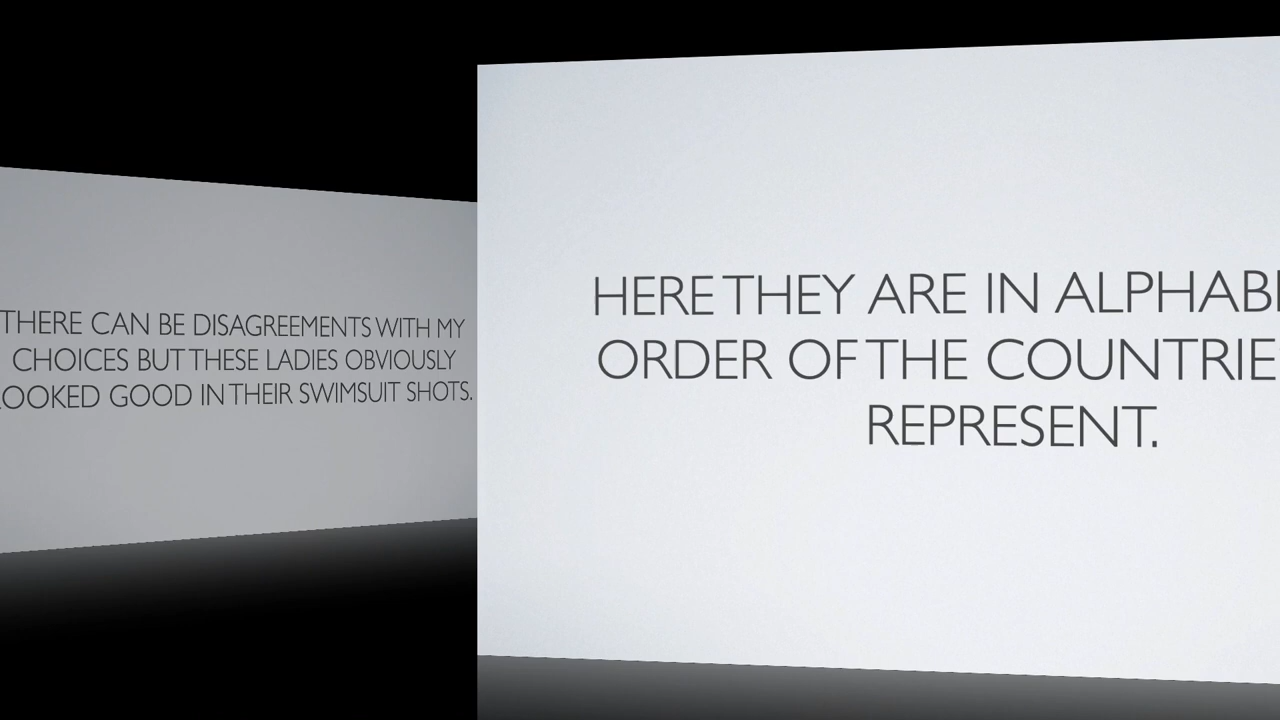 THERE CAN BE DISAGREEMENTS WITH MY
CHOICES BUT THESE LADIES OBVIOUSLY
OOKED GOOD IN THEIR SWIMSUIT SHOTS.
HERE THEY ARE IN ALPHAB
ORDER OF THE COUNTRIE
REPRESENT.